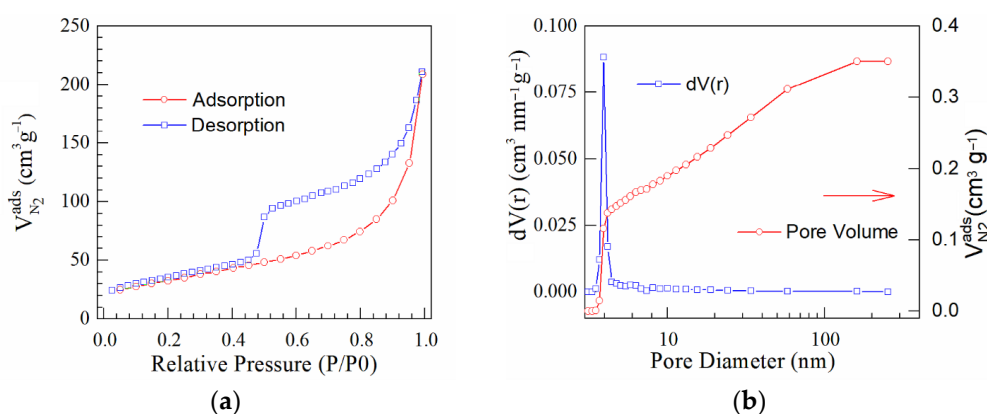 250
200
150
100
50
0
V_N2^ads (cm³g⁻¹)
Adsorption
Desorption
0.0 0.2 0.4 0.6 0.8 1.0
Relative Pressure (P/P0)
(a)
0.100
0.075
0.050
0.025
0.000
dV(r) (cm³ nm⁻¹ g⁻¹)
dV(r)
Pore Volume
0.4
0.3
0.2
0.1
0.0
V_N2^ads(cm³ g⁻¹)
10 100
Pore Diameter (nm)
(b)